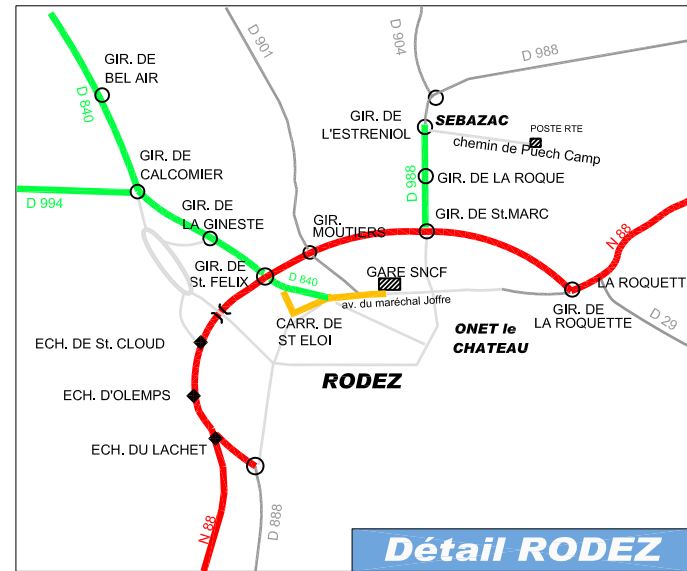 D 901
D 904
D 988
GIR. DE
BEL AIR
D 840
GIR. DE
L'ESTRENIOL
SEBAZAC
POSTE RTE
chemin de Puech Camp
GIR. DE
CALCOMIER
D 988
GIR. DE LA ROQUE
D 994
GIR. DE
LA GINESTE
GIR.
MOUTIERS
GIR. DE St.MARC
N 88
GIR. DE
St. FELIX
D 840
GARE SNCF
LA ROQUETTE
av. du maréchal Joffre
GIR. DE
LA ROQUETTE
CARR. DE
ST ELOI
ONET le
CHATEAU
D 29
ECH. DE St. CLOUD
RODEZ
ECH. D'OLEMPS
ECH. DU LACHET
N 88
D 888
Détail RODEZ